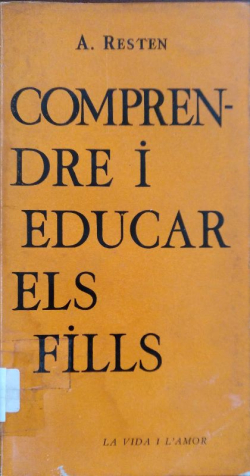 A. RESTEN
COMPREN-
DRE i
EDUCAR
ELS
FiLLS
LA VIDA I L'AMOR